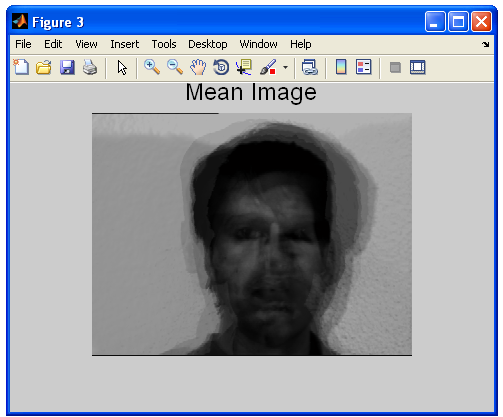 Figure 3
File Edit View Insert Tools Desktop Window Help
Mean Image